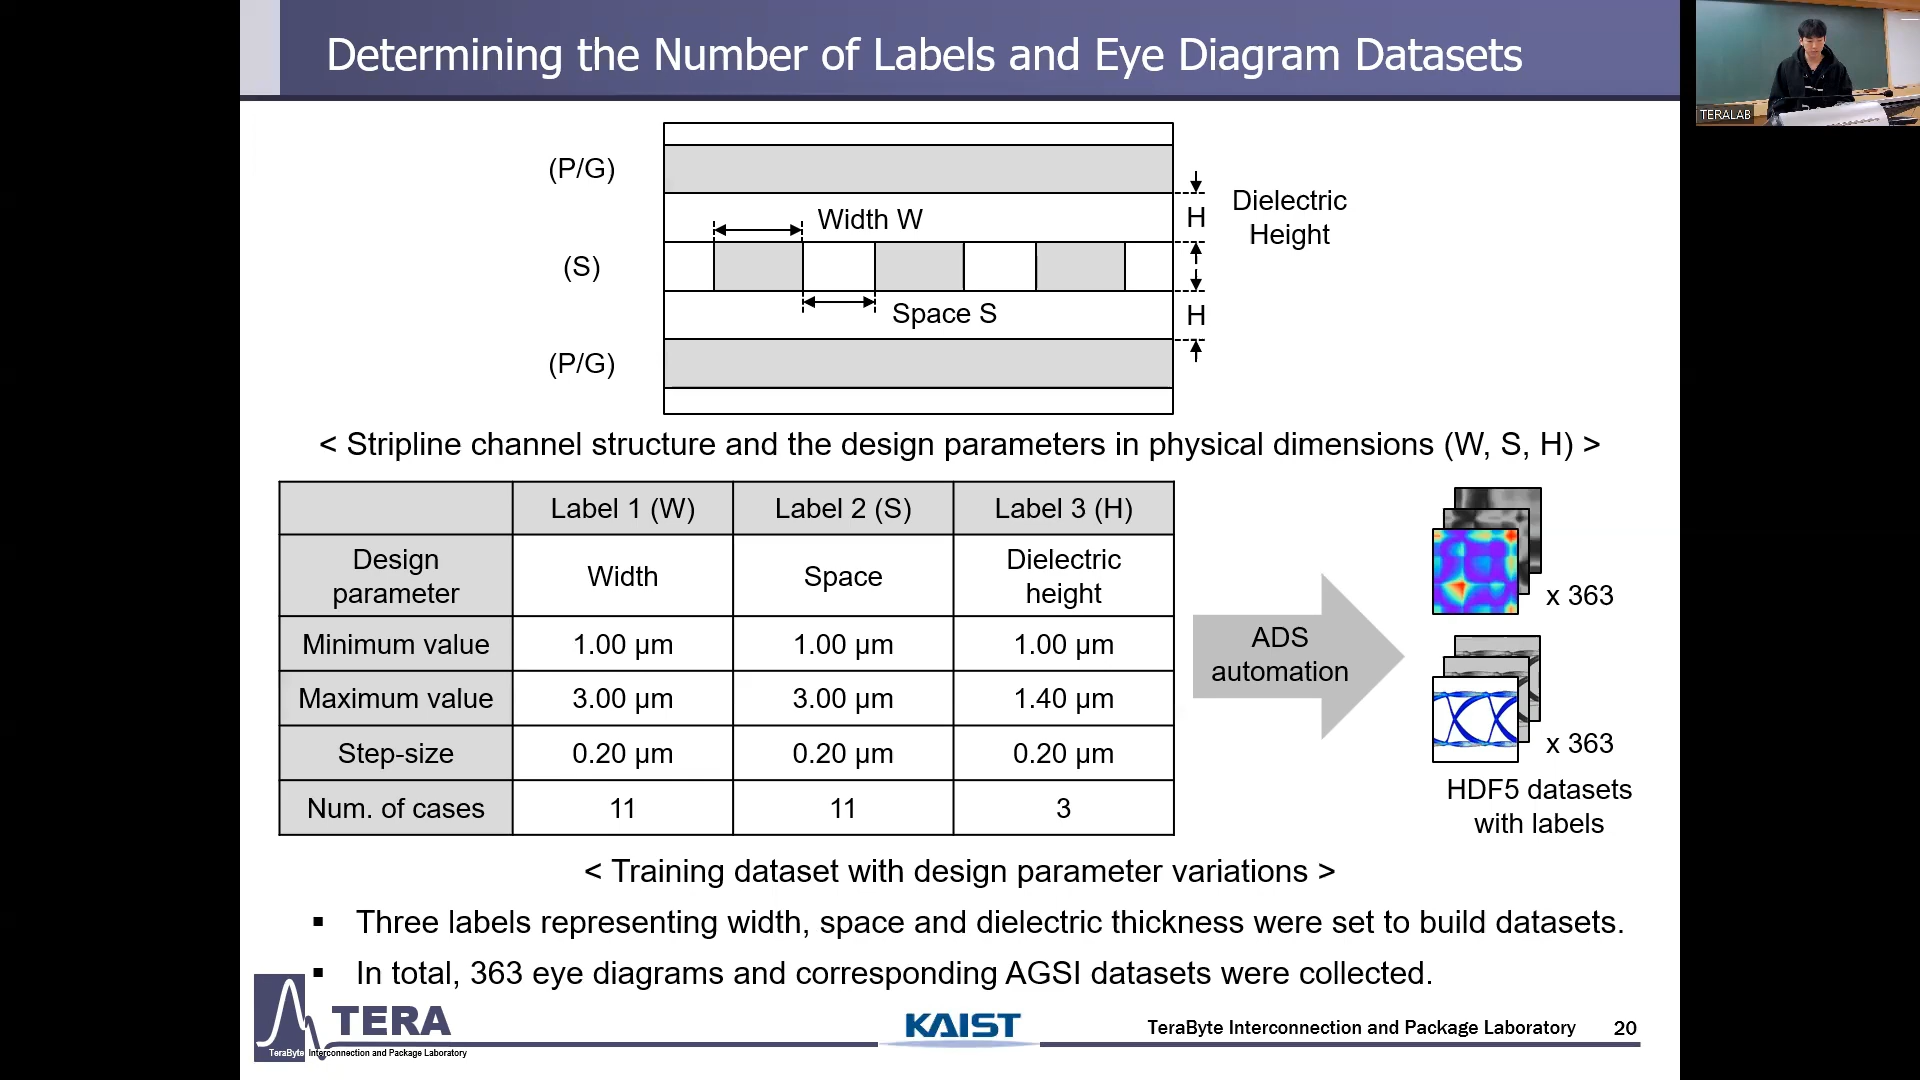 Determining the Number of Labels and Eye Diagram Datasets
TERALAB
(P/G)
Width W
H
Dielectric
Height
(S)
Space S
H
(P/G)
< Stripline channel structure and the design parameters in physical dimensions (W, S, H) >
Label 1 (W) Label 2 (S) Label 3 (H)
Design parameter Width Space Dielectric height
Minimum value 1.00 μm 1.00 μm 1.00 μm
Maximum value 3.00 μm 3.00 μm 1.40 μm
Step-size 0.20 μm 0.20 μm 0.20 μm
Num. of cases 11 11 3
ADS
automation
x 363
x 363
HDF5 datasets
with labels
< Training dataset with design parameter variations >
▪ Three labels representing width, space and dielectric thickness were set to build datasets.
▪ In total, 363 eye diagrams and corresponding AGSI datasets were collected.
TERA
TeraByte Interconnection and Package Laboratory
KAIST
TeraByte Interconnection and Package Laboratory 20